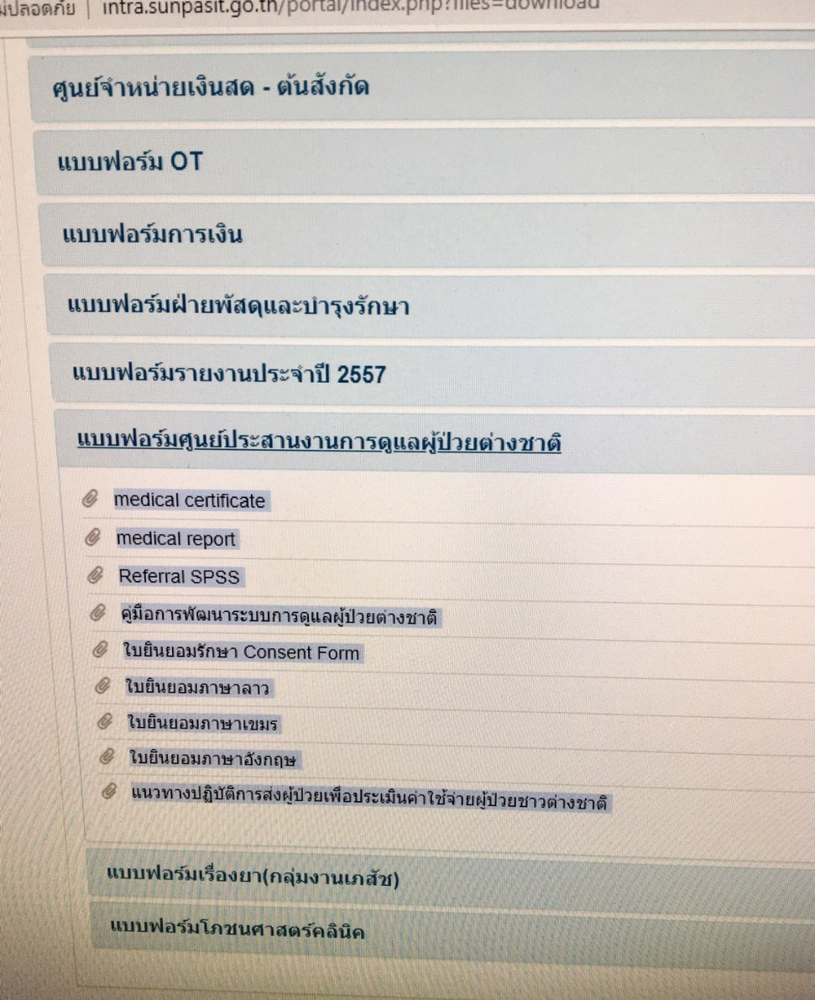 ไม่ปลอดภัย | intra.sunpasit.go.th/portal/index.php?files=download
ศูนย์จำหน่ายเงินสด - ต้นสังกัด
แบบฟอร์ม OT
แบบฟอร์มการเงิน
แบบฟอร์มฝ่ายพัสดุและบำรุงรักษา
แบบฟอร์มรายงานประจำปี 2557
แบบฟอร์มศูนย์ประสานงานการดูแลผู้ป่วยต่างชาติ
medical certificate
medical report
Referral SPSS
คู่มือการพัฒนาระบบการดูแลผู้ป่วยต่างชาติ
ใบยินยอมรักษา Consent Form
ใบยินยอมภาษาลาว
ใบยินยอมภาษาเขมร
ใบยินยอมภาษาอังกฤษ
แนวทางปฏิบัติการส่งผู้ป่วยเพื่อประเมินค่าใช้จ่ายผู้ป่วยชาวต่างชาติ
แบบฟอร์มเรื่องยา(กลุ่มงานเภสัช)
แบบฟอร์มโภชนศาสตร์คลินิค